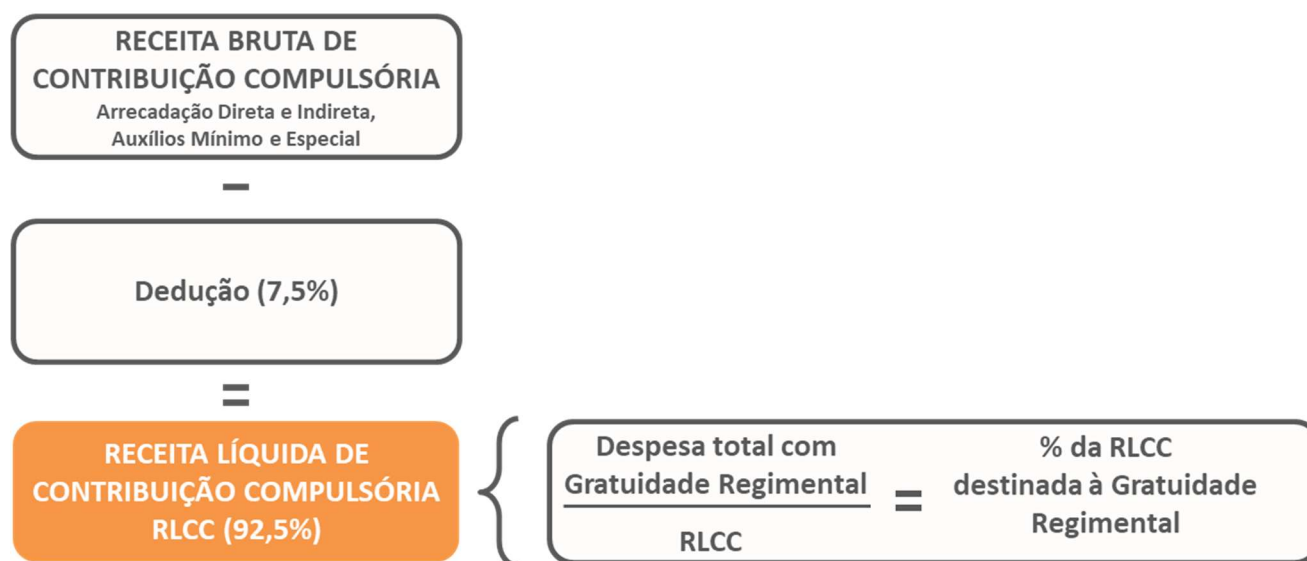 RECEITA BRUTA DE
CONTRIBUIÇÃO COMPULSÓRIA
Arrecadação Direta e Indireta,
Auxílios Mínimo e Especial
–
Dedução (7,5%)
=
RECEITA LÍQUIDA DE
CONTRIBUIÇÃO COMPULSÓRIA
RLCC (92,5%)
Despesa total com
Gratuidade Regimental
RLCC
=
% da RLCC
destinada à Gratuidade
Regimental